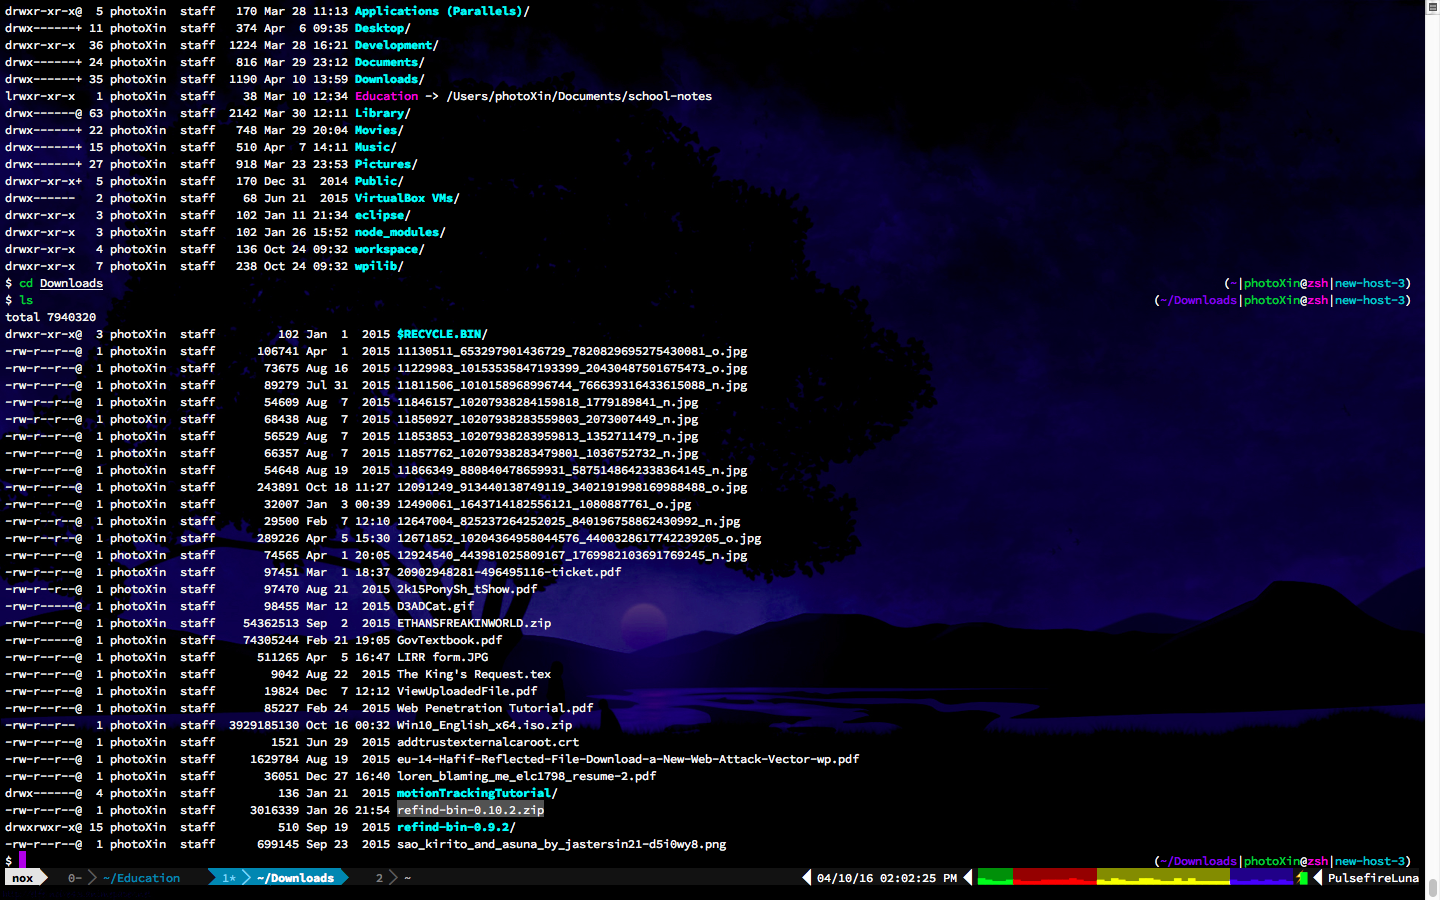 drwxr-xr-x@  5 photoXin  staff   170 Mar 28 11:13 Applications (Parallels)/
drwx------+ 11 photoXin  staff   374 Apr  6 09:35 Desktop/
drwxr-xr-x  36 photoXin  staff  1224 Mar 28 16:21 Development/
drwx------+ 24 photoXin  staff   816 Mar 29 23:12 Documents/
drwx------+ 35 photoXin  staff  1190 Apr 10 13:59 Downloads/
lrwxr-xr-x   1 photoXin  staff    38 Mar 10 12:34 Education -> /Users/photoXin/Documents/school-notes
drwx------@ 63 photoXin  staff  2142 Mar 30 12:11 Library/
drwx------+ 22 photoXin  staff   748 Mar 29 20:04 Movies/
drwx------+ 15 photoXin  staff   510 Apr  7 14:11 Music/
drwx------+ 27 photoXin  staff   918 Mar 23 23:53 Pictures/
drwxr-xr-x+  5 photoXin  staff   170 Dec 31  2014 Public/
drwx------   2 photoXin  staff    68 Jun 21  2015 VirtualBox VMs/
drwxr-xr-x   3 photoXin  staff   102 Jan 11 21:34 eclipse/
drwxr-xr-x   3 photoXin  staff   102 Jan 26 15:52 node_modules/
drwxr-xr-x   4 photoXin  staff   136 Oct 24 09:32 workspace/
drwxr-xr-x   7 photoXin  staff   238 Oct 24 09:32 wpilib/
$ cd Downloads (~|photoXin@zsh|new-host-3)
$ ls (~/Downloads|photoXin@zsh|new-host-3)
total 7940320
drwxr-xr-x@  3 photoXin  staff         102 Jan  1  2015 $RECYCLE.BIN/
-rw-r--r--@  1 photoXin  staff      106741 Apr  1  2015 11130511_653297901436729_7820829695275430081_o.jpg
-rw-r--r--@  1 photoXin  staff       73675 Aug 16  2015 11229983_10153535847193399_20430487501675473_o.jpg
-rw-r--r--@  1 photoXin  staff       89279 Jul 31  2015 11811506_1010158968996744_766639316433615088_n.jpg
-rw-r--r--@  1 photoXin  staff       54609 Aug  7  2015 11846157_10207938284159818_1779189841_n.jpg
-rw-r--r--@  1 photoXin  staff       68438 Aug  7  2015 11850927_10207938283559803_2073007449_n.jpg
-rw-r--r--@  1 photoXin  staff       56529 Aug  7  2015 11853853_10207938283959813_1352711479_n.jpg
-rw-r--r--@  1 photoXin  staff       66357 Aug  7  2015 11857762_10207938283479801_1036752732_n.jpg
-rw-r--r--@  1 photoXin  staff       54648 Aug 19  2015 11866349_880840478659931_5875148642338364145_n.jpg
-rw-r--r--@  1 photoXin  staff      243891 Oct 18 11:27 12091249_913440138749119_3402191998169988488_o.jpg
-rw-r--r--@  1 photoXin  staff       32007 Jan  3 00:39 12490061_1643714182556121_1080887761_o.jpg
-rw-r--r--@  1 photoXin  staff       29500 Feb  7 12:10 12647004_825237264252025_840196758862430992_n.jpg
-rw-r--r--@  1 photoXin  staff      289226 Apr  5 15:30 12671852_10204364958044576_4400328617742239205_o.jpg
-rw-r--r--@  1 photoXin  staff       74565 Apr  1 20:05 12924540_443981025809167_1769982103691769245_n.jpg
-rw-r--r--@  1 photoXin  staff       97451 Mar  1 18:37 20902948281-496495116-ticket.pdf
-rw-r--r--@  1 photoXin  staff       97470 Aug 21  2015 2k15PonySh_tShow.pdf
-rw-r-----@  1 photoXin  staff       98455 Mar 12  2015 D3ADCat.gif
-rw-r--r--@  1 photoXin  staff    54362513 Sep  2  2015 ETHANSFREAKINWORLD.zip
-rw-r-----@  1 photoXin  staff    74305244 Feb 21 19:05 GovTextbook.pdf
-rw-r--r--@  1 photoXin  staff      511265 Apr  5 16:47 LIRR form.JPG
-rw-r--r--@  1 photoXin  staff        9042 Aug 22  2015 The King's Request.tex
-rw-r--r--@  1 photoXin  staff       19824 Dec  7 12:12 ViewUploadedFile.pdf
-rw-r--r--@  1 photoXin  staff       85227 Feb 24  2015 Web Penetration Tutorial.pdf
-rw-r--r--   1 photoXin  staff  3929185130 Oct 16 00:32 Win10_English_x64.iso.zip
-rw-r--r--@  1 photoXin  staff        1521 Jun 29  2015 addtrustexternalcaroot.crt
-rw-r--r--@  1 photoXin  staff     1629784 Aug 19  2015 eu-14-Hafif-Reflected-File-Download-a-New-Web-Attack-Vector-wp.pdf
-rw-r--r--@  1 photoXin  staff       36051 Dec 27 16:40 loren_blaming_me_elc1798_resume-2.pdf
drwx------@  4 photoXin  staff         136 Jan 21  2015 motionTrackingTutorial/
-rw-r--r--@  1 photoXin  staff     3016339 Jan 26 21:54 refind-bin-0.10.2.zip
drwxrwxr-x@ 15 photoXin  staff         510 Sep 19  2015 refind-bin-0.9.2/
-rw-r--r--@  1 photoXin  staff      699145 Sep 23  2015 sao_kirito_and_asuna_by_jastersin21-d5i0wy8.png
$ (~/Downloads|photoXin@zsh|new-host-3)
nox 0- ~/Education 1* ~/Downloads 2 ~ 04/10/16 02:02:25 PM PulsefireLuna